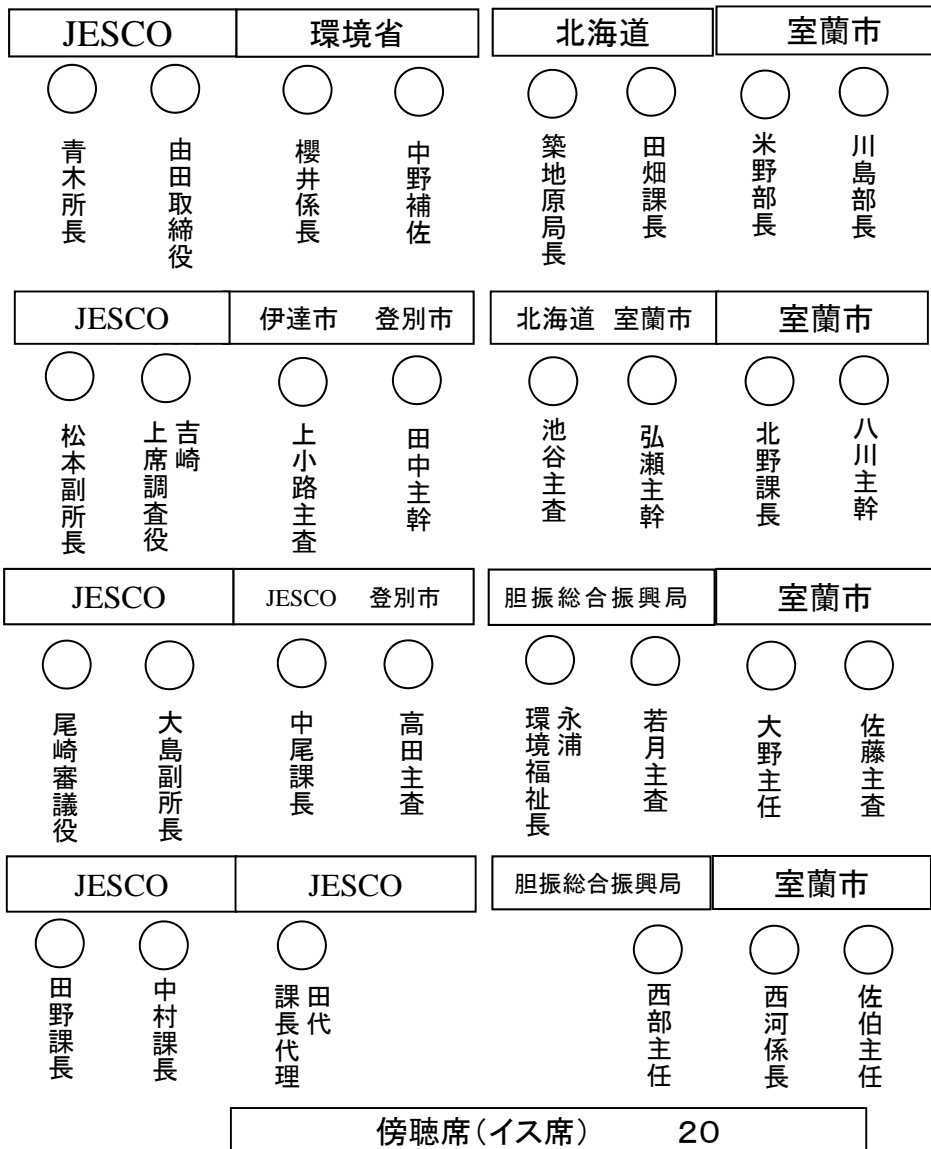 JESCO 環境省 北海道 室蘭市
青木所長
由田取締役
櫻井係長
中野補佐
築地原局長
田畑課長
米野部長
川島部長
JESCO 伊達市 登別市 北海道 室蘭市 室蘭市
松本副所長
吉崎
上席調査役
上小路主査
田中主幹
池谷主査
弘瀬主幹
北野課長
八川主幹
JESCO JESCO 登別市 胆振総合振興局 室蘭市
尾崎審議役
大島副所長
中尾課長
高田主査
永浦
環境福祉長
若月主査
大野主任
佐藤主査
JESCO JESCO 胆振総合振興局 室蘭市
田野課長
中村課長
田代
課長代理
西部主任
西河係長
佐伯主任
傍聴席(イス席) 20